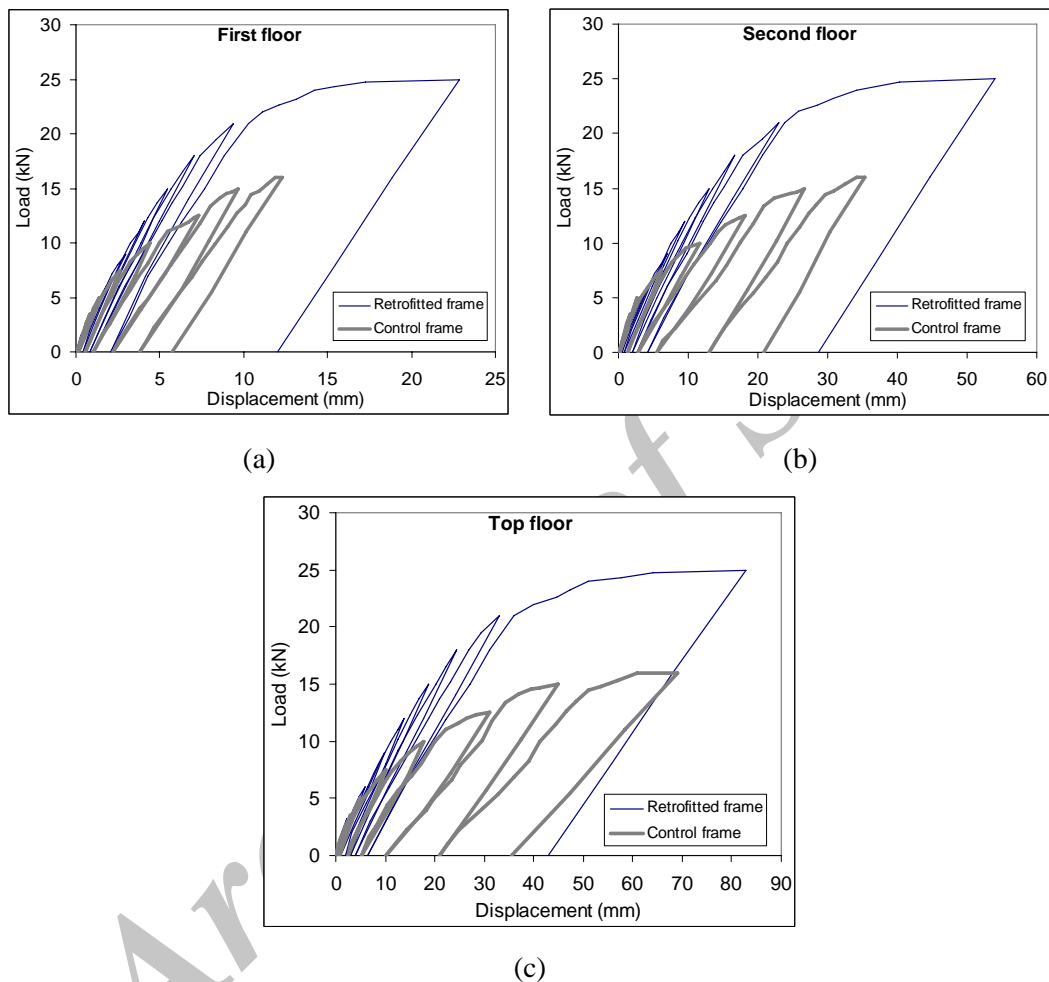 First floor
30
25
20
15
10
5
0
Load (kN)
0 5 10 15 20 25
Displacement (mm)
Retrofitted frame
Control frame
(a)
Second floor
30
25
20
15
10
5
0
Load (kN)
0 10 20 30 40 50 60
Displacement (mm)
Retrofitted frame
Control frame
(b)
Top floor
30
25
20
15
10
5
0
Load (kN)
0 10 20 30 40 50 60 70 80 90
Displacement (mm)
Retrofitted frame
Control frame
(c)